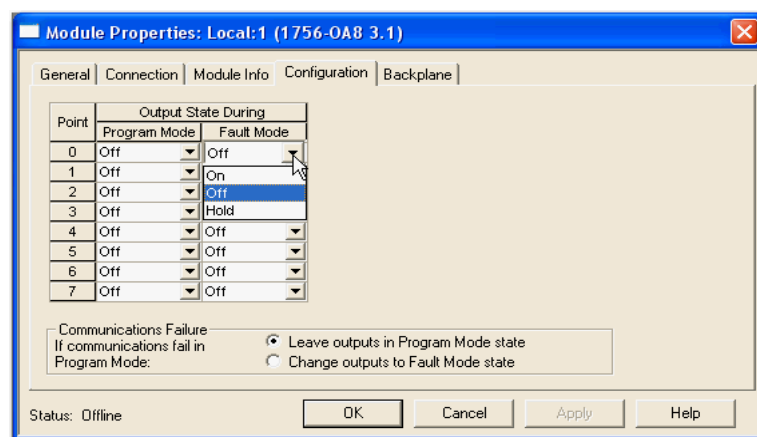 Module Properties: Local:1 (1756-OA8 3.1)
General Connection Module Info Configuration Backplane
Point Output State During
Program Mode Fault Mode
0 Off Off
1 Off On
2 Off Off
3 Off Hold
4 Off Off
5 Off Off
6 Off Off
7 Off Off
Communications Failure
If communications fail in
Program Mode:
Leave outputs in Program Mode state
Change outputs to Fault Mode state
Status: Offline
OK Cancel Apply Help